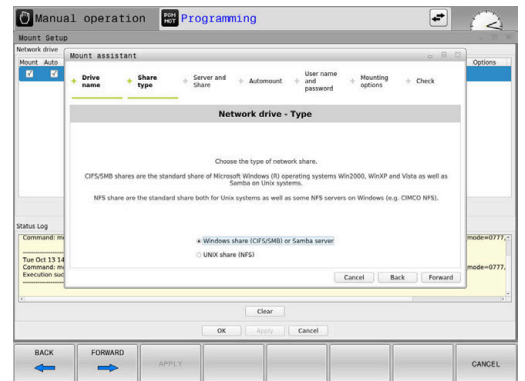 Manual operation
PGM
MGT
Programming
Mount Setup
Network drive
Mount Auto
Options
Mount assistant
Drive name
Share type
Server and Share
Automount
User name and password
Mounting options
Check
Network drive - Type
Choose the type of network share.
CIFS/SMB shares are the standard share of Microsoft Windows (R) operating systems Win2000, WinXP and Vista as well as
Samba on Unix systems.
NFS share are the standard share both for Unix systems as well as some NFS servers on Windows (e.g. CIMCO NFS).
Windows share (CIFS/SMB) or Samba server
UNIX share (NFS)
Cancel Back Forward
Status Log
Command: m
mode=0777,
Tue Oct 13 14
Command: m
mode=0777,
Execution suc
Clear
OK Apply Cancel
BACK FORWARD APPLY CANCEL